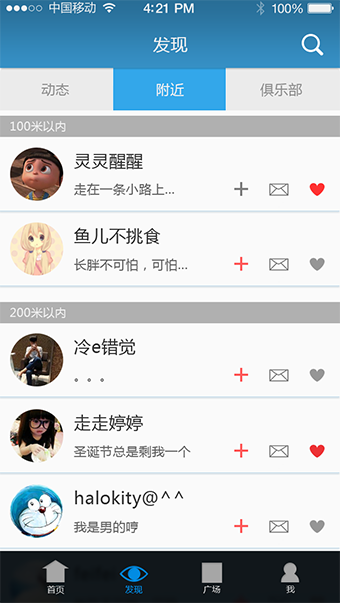 中国移动 4:21 PM 100%
发现
动态 附近 俱乐部
100米以内
灵灵醒醒
走在一条小路上...
鱼儿不挑食
长胖不可怕，可怕...
200米以内
冷e错觉
。。。
走走婷婷
圣诞节总是剩我一个
halokity@^^
我是男的哼
首页 发现 广场 我